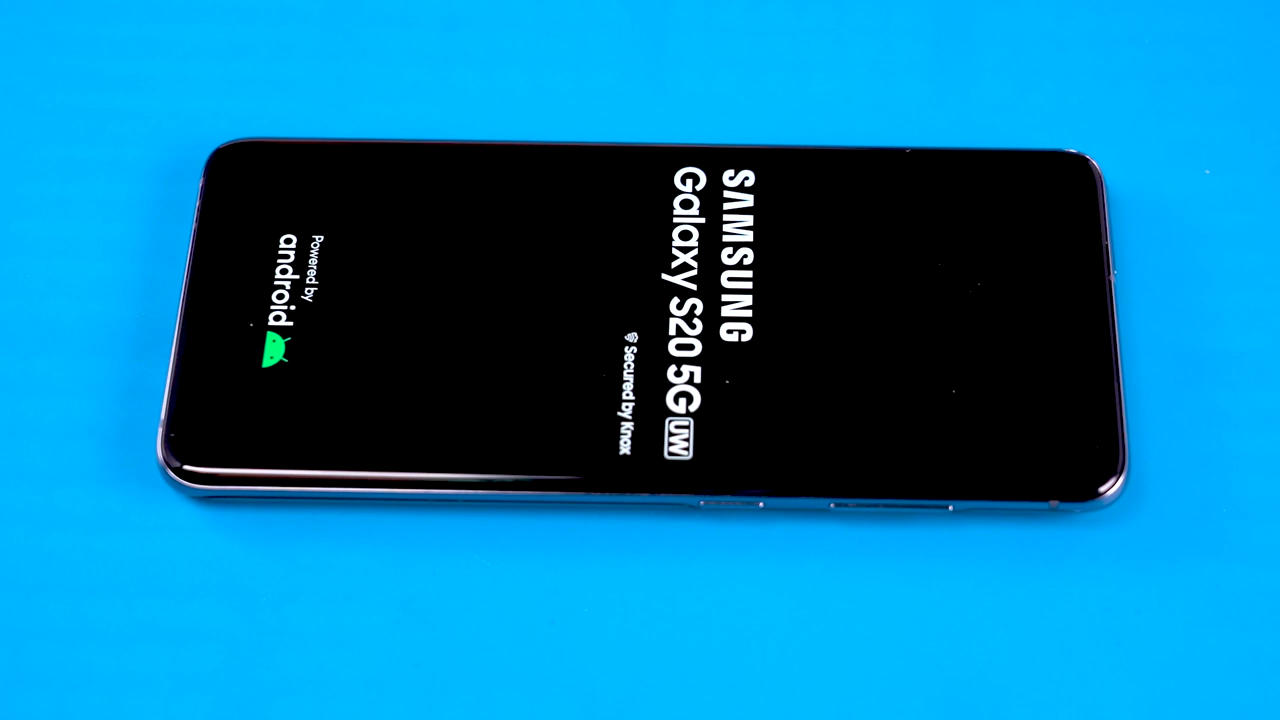 SAMSUNG
Galaxy S20 5G UW
Secured by Knox
Powered by
android